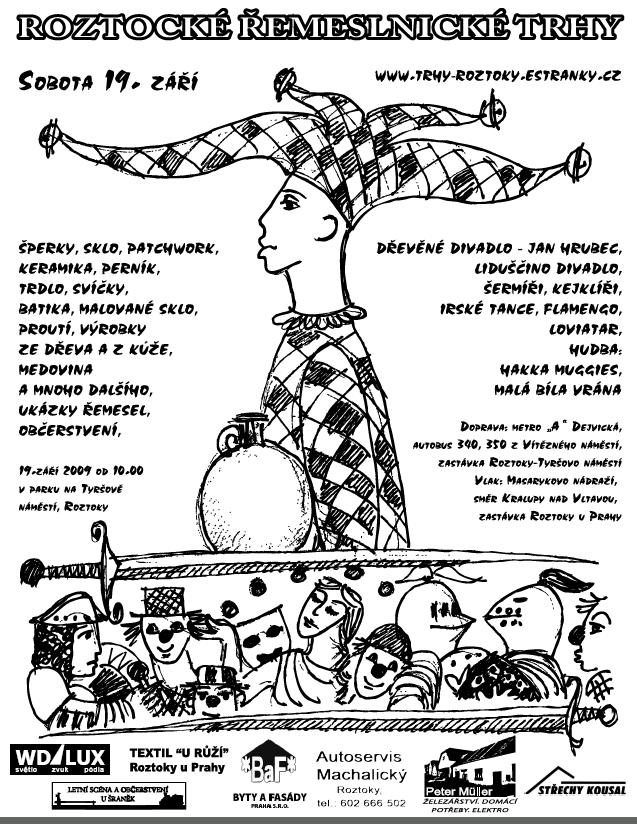 ROZTOCKÉ ŘEMESLNICKÉ TRHY
SOBOTA 19. ZÁŘÍ
WWW.TRHY-ROZTOKY.ESTRANKY.CZ
ŠPERKY, SKLO, PATCHWORK,
KERAMIKA, PERNÍK,
TRDLO, SVÍČKY,
BATIKA, MALOVANÉ SKLO,
PROUTÍ, VÝROBKY
ZE DŘEVA A Z KŮŽE,
MEDOVINA
A MNOHO DALŠÍHO,
UKÁZKY ŘEMESEL,
OBČERSTVENÍ,
19.ZÁŘÍ 2009 OD 10.00
V PARKU NA TYRŠOVĚ
NÁMĚSTÍ, ROZTOKY
DŘEVĚNÉ DIVADLO - JAN HRUBEC,
LIDUŠČINO DIVADLO,
ŠERMÍŘI, KEJKLÍŘI,
IRSKÉ TANCE, FLAMENGO,
LOVIATAR,
HUDBA:
HAKKA MUGGIES,
MALÁ BÍLÁ VRÁNA
DOPRAVA: METRO „A“ DEJVICKÁ,
AUTOBUS 340, 350 Z VÍTĚZNÉHO NÁMĚSTÍ,
ZASTÁVKA ROZTOKY-TYRŠOVO NÁMĚSTÍ
VLAK: MASARYKOVO NÁDRAŽÍ,
SMĚR KRALUPY NAD VLTAVOU,
ZASTÁVKA ROZTOKY U PRAHY
WD/LUX
světlo zvuk pódia
LETNÍ SCÉNA A OBČERSTVENÍ
U ŠRANĚK
TEXTIL “U RŮŽÍ”
Roztoky u Prahy
BaF
BYTY A FASÁDY
PRAHA S.R.O.
Autoservis
Machalický
Roztoky,
tel.: 602 666 502
Peter Müller
ŽELEZÁŘSTVÍ, DOMÁCÍ
POTŘEBY, ELEKTRO
STŘECHY KOUSAL